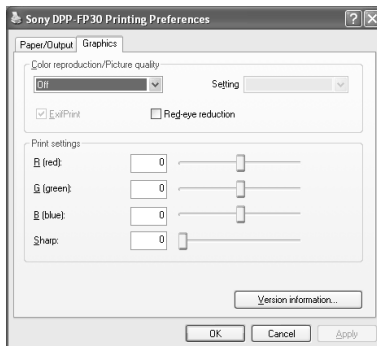 Sony DPP-FP30 Printing Preferences
Paper/Output Graphics
Color reproduction/Picture quality
Off Setting
ExifPrint Red-eye reduction
Print settings
R (red): 0
G (green): 0
B (blue): 0
Sharp: 0
Version information...
OK Cancel Apply